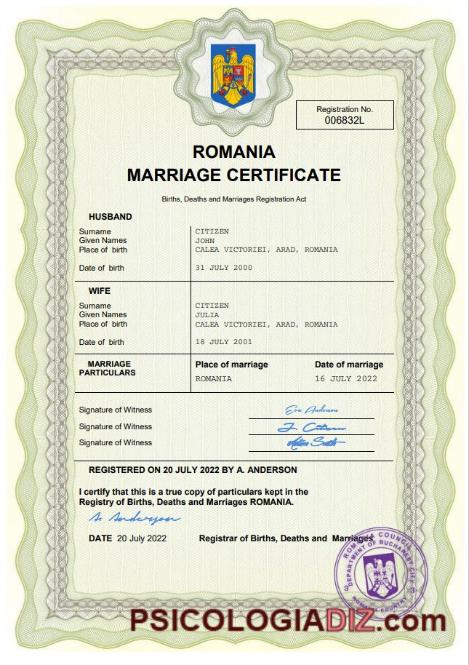 Registration No.
006832L
ROMANIA
MARRIAGE CERTIFICATE
Births, Deaths and Marriages Registration Act
HUSBAND
Surname CITIZEN
Given Names JOHN
Place of birth CALEA VICTORIEI, ARAD, ROMANIA
Date of birth 31 JULY 2000
WIFE
Surname CITIZEN
Given Names JULIA
Place of birth CALEA VICTORIEI, ARAD, ROMANIA
Date of birth 18 JULY 2001
MARRIAGE PARTICULARS
Place of marriage Date of marriage
ROMANIA 16 JULY 2022
Signature of Witness Eva Anderson
Signature of Witness J. Citizen
Signature of Witness Smith
REGISTERED ON 20 JULY 2022 BY A. ANDERSON
I certify that this is a true copy of particulars kept in the
Registry of Births, Deaths and Marriages ROMANIA.
A. Anderson
DATE 20 July 2022 Registrar of Births, Deaths and Marriages
COUNCIL
DEPARTMENT OF BUCHAREST CITY
PSICOLOGIADIZ.com